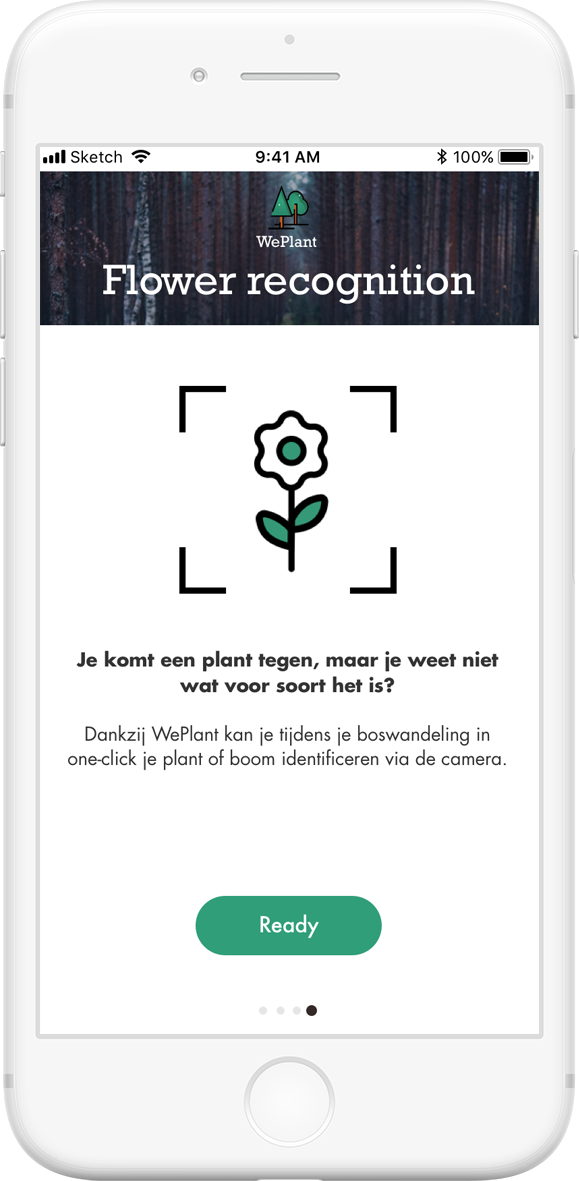 Sketch 9:41 AM 100%
WePlant
Flower recognition
Je komt een plant tegen, maar je weet niet
wat voor soort het is?
Dankzij WePlant kan je tijdens je boswandeling in
one-click je plant of boom identificeren via de camera.
Ready